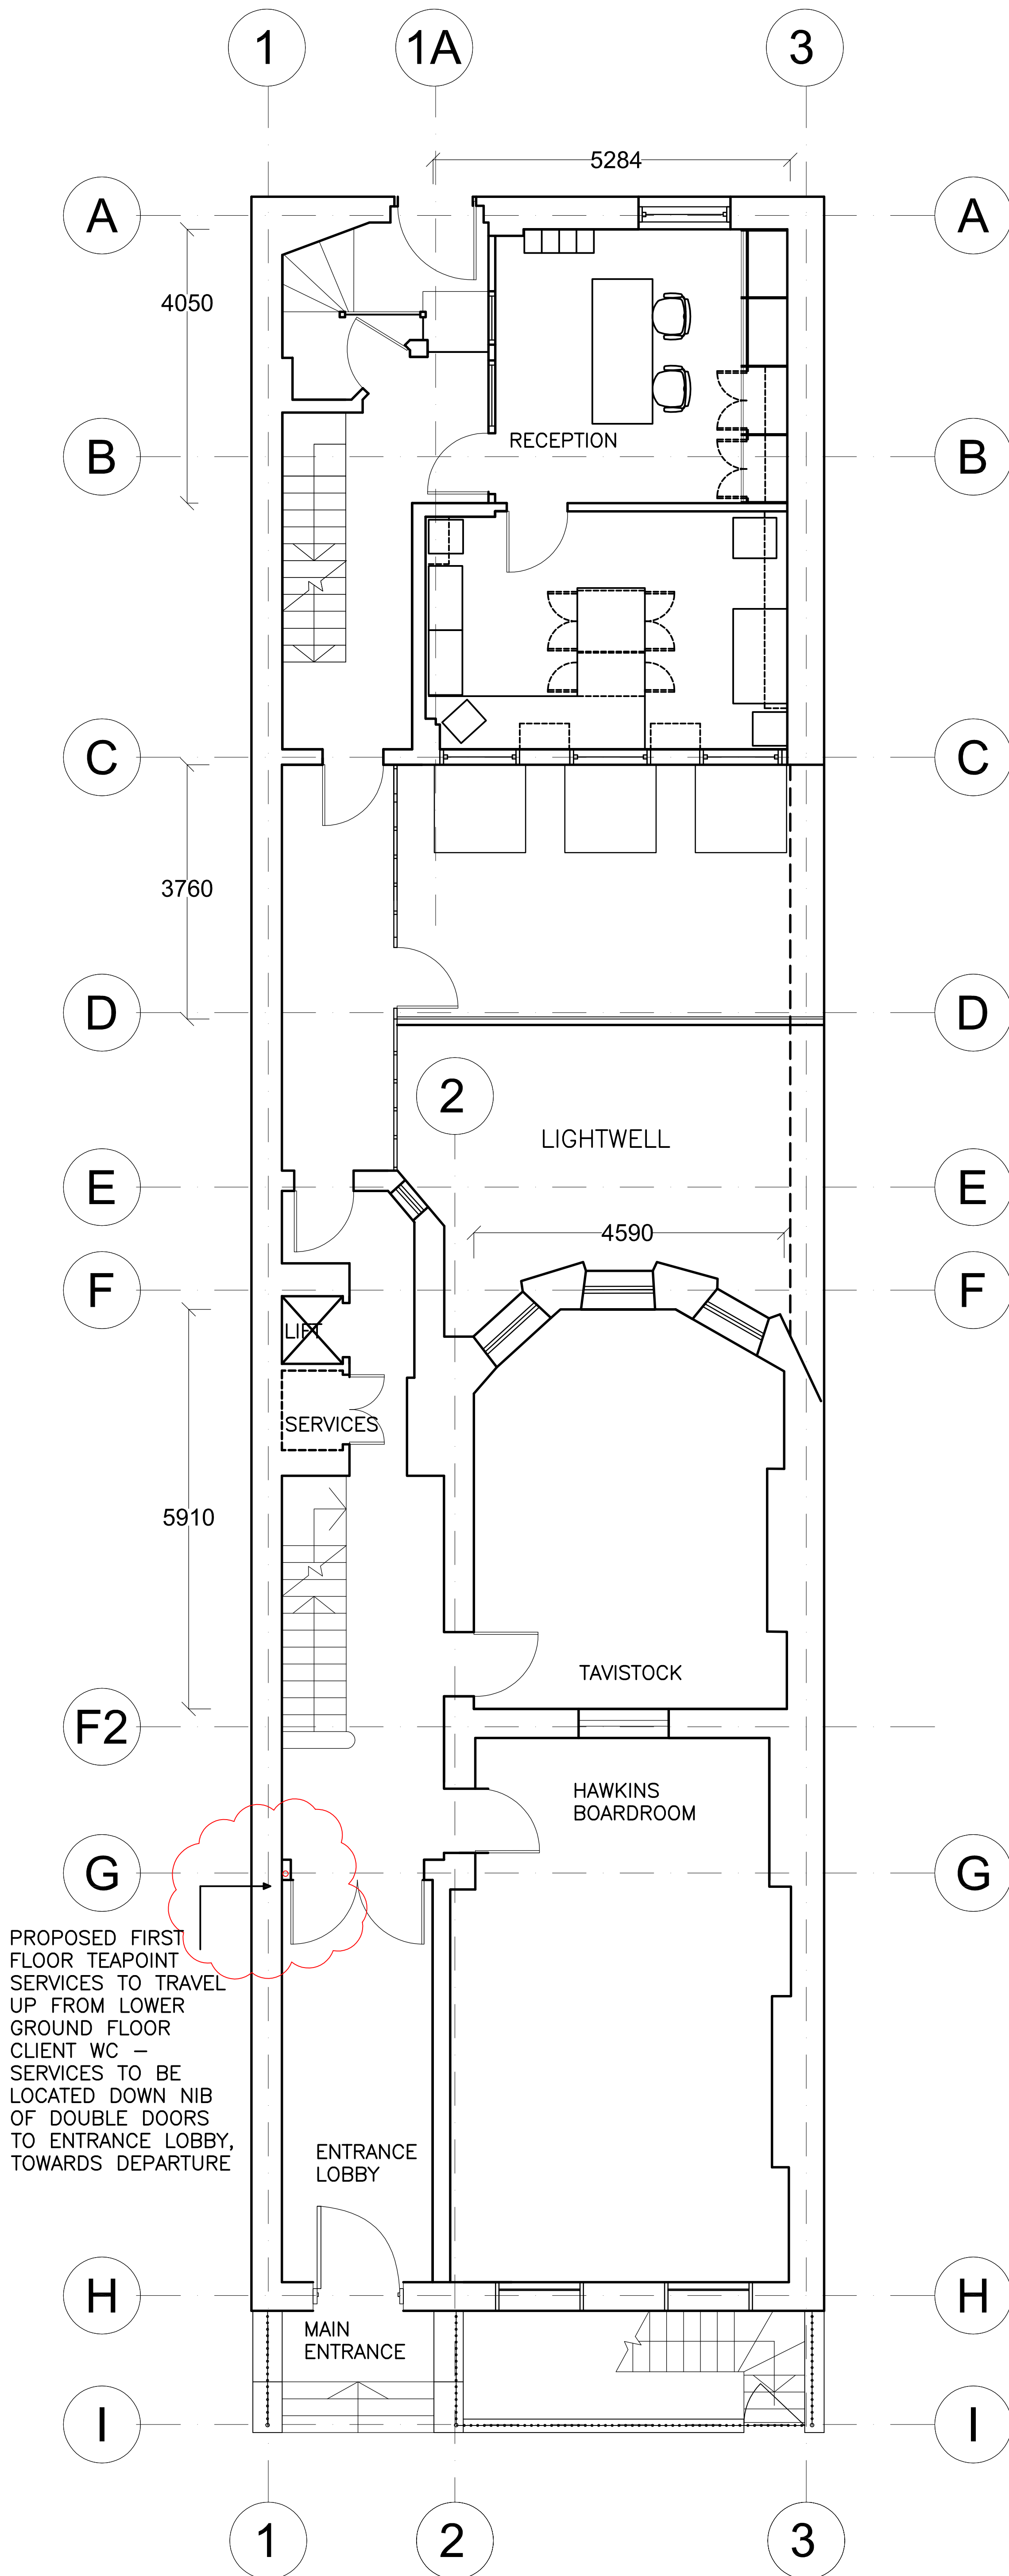 1
1A
3
5284
A
A
4050
RECEPTION
B
B
C
C
3760
D
D
2
LIGHTWELL
E
E
4590
F
F
LIFT
SERVICES
5910
TAVISTOCK
F2
HAWKINS
BOARDROOM
G
G
PROPOSED FIRST
FLOOR TEAPOINT
SERVICES TO TRAVEL
UP FROM LOWER
GROUND FLOOR
CLIENT WC –
SERVICES TO BE
LOCATED DOWN NIB
OF DOUBLE DOORS
TO ENTRANCE LOBBY,
TOWARDS DEPARTURE
ENTRANCE
LOBBY
H
H
MAIN
ENTRANCE
I
I
1
2
3